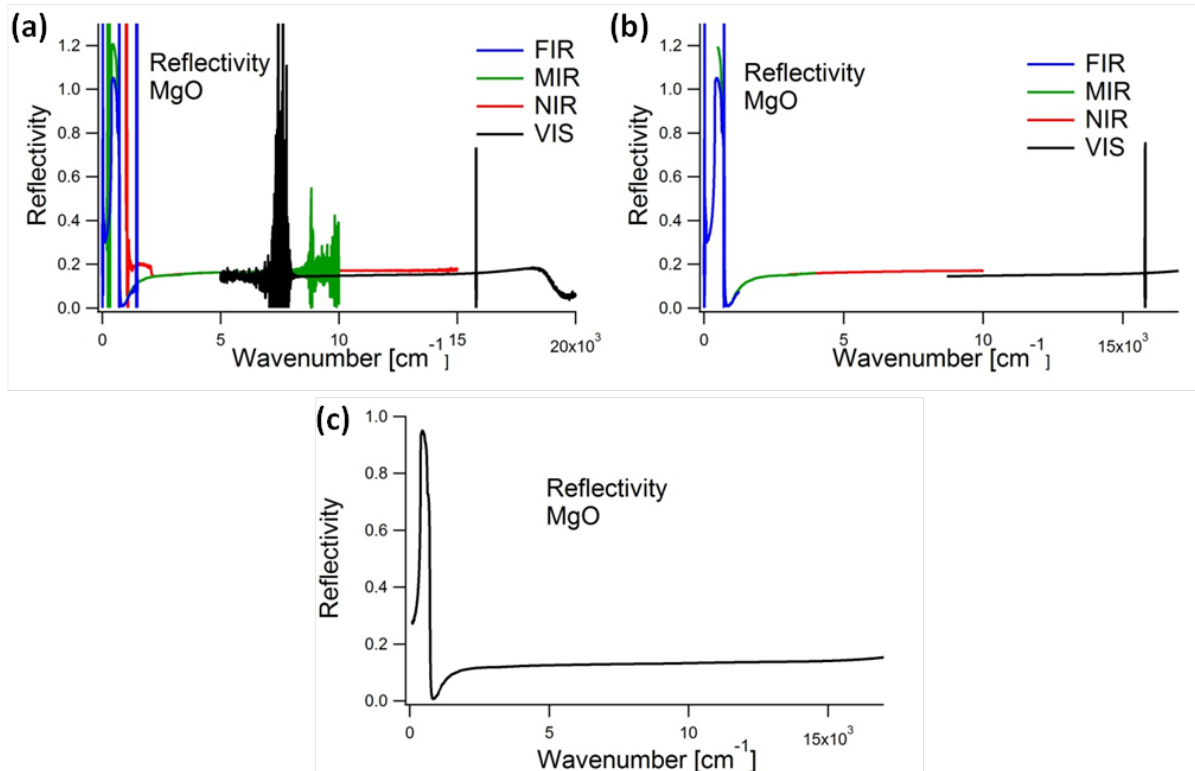 (a)
Reflectivity
MgO
FIR
MIR
NIR
VIS
Reflectivity
1.2
1.0
0.8
0.6
0.4
0.2
0.0
0 5 10 15 20x10³
Wavenumber [cm⁻¹]
(b)
Reflectivity
MgO
FIR
MIR
NIR
VIS
Reflectivity
1.2
1.0
0.8
0.6
0.4
0.2
0.0
0 5 10 15x10³
Wavenumber [cm⁻¹]
(c)
Reflectivity
MgO
Reflectivity
1.0
0.8
0.6
0.4
0.2
0.0
0 5 10 15x10³
Wavenumber [cm⁻¹]